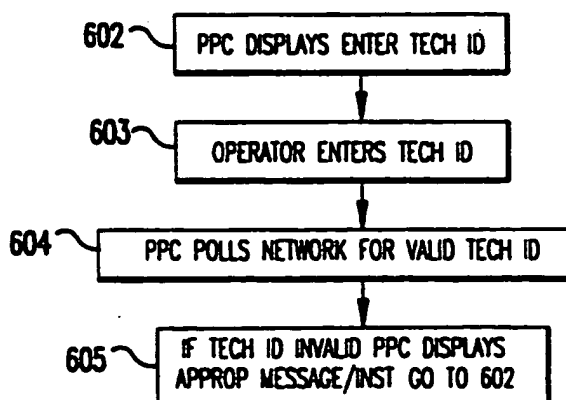 602 PPC DISPLAYS ENTER TECH ID
603 OPERATOR ENTERS TECH ID
604 PPC POLLS NETWORK FOR VALID TECH ID
605 IF TECH ID INVALID PPC DISPLAYS
APPROP MESSAGE/INST GO TO 602